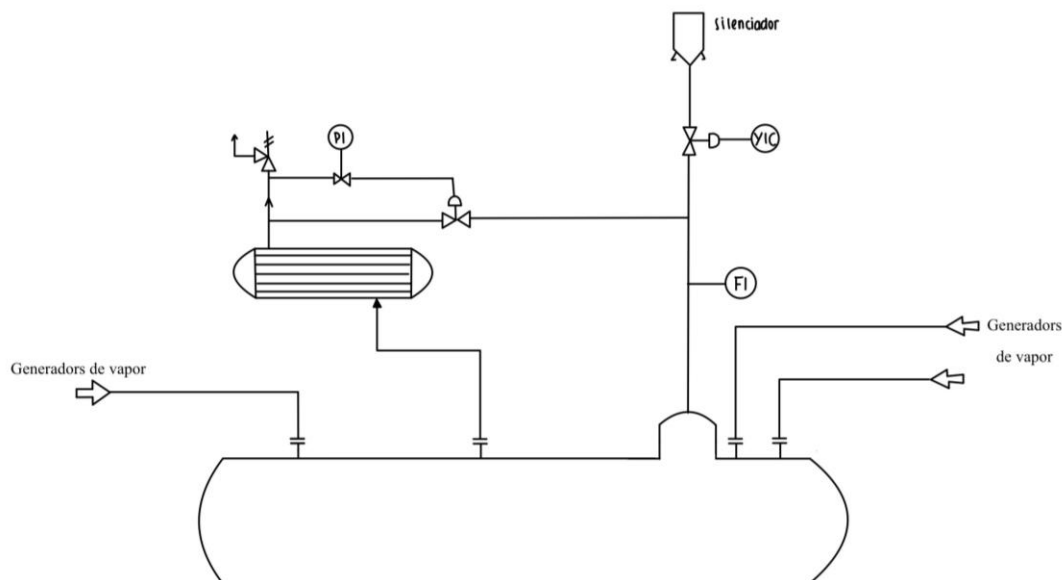 silenciador
PI
YIC
FI
Generadors
de vapor
Generadors de vapor